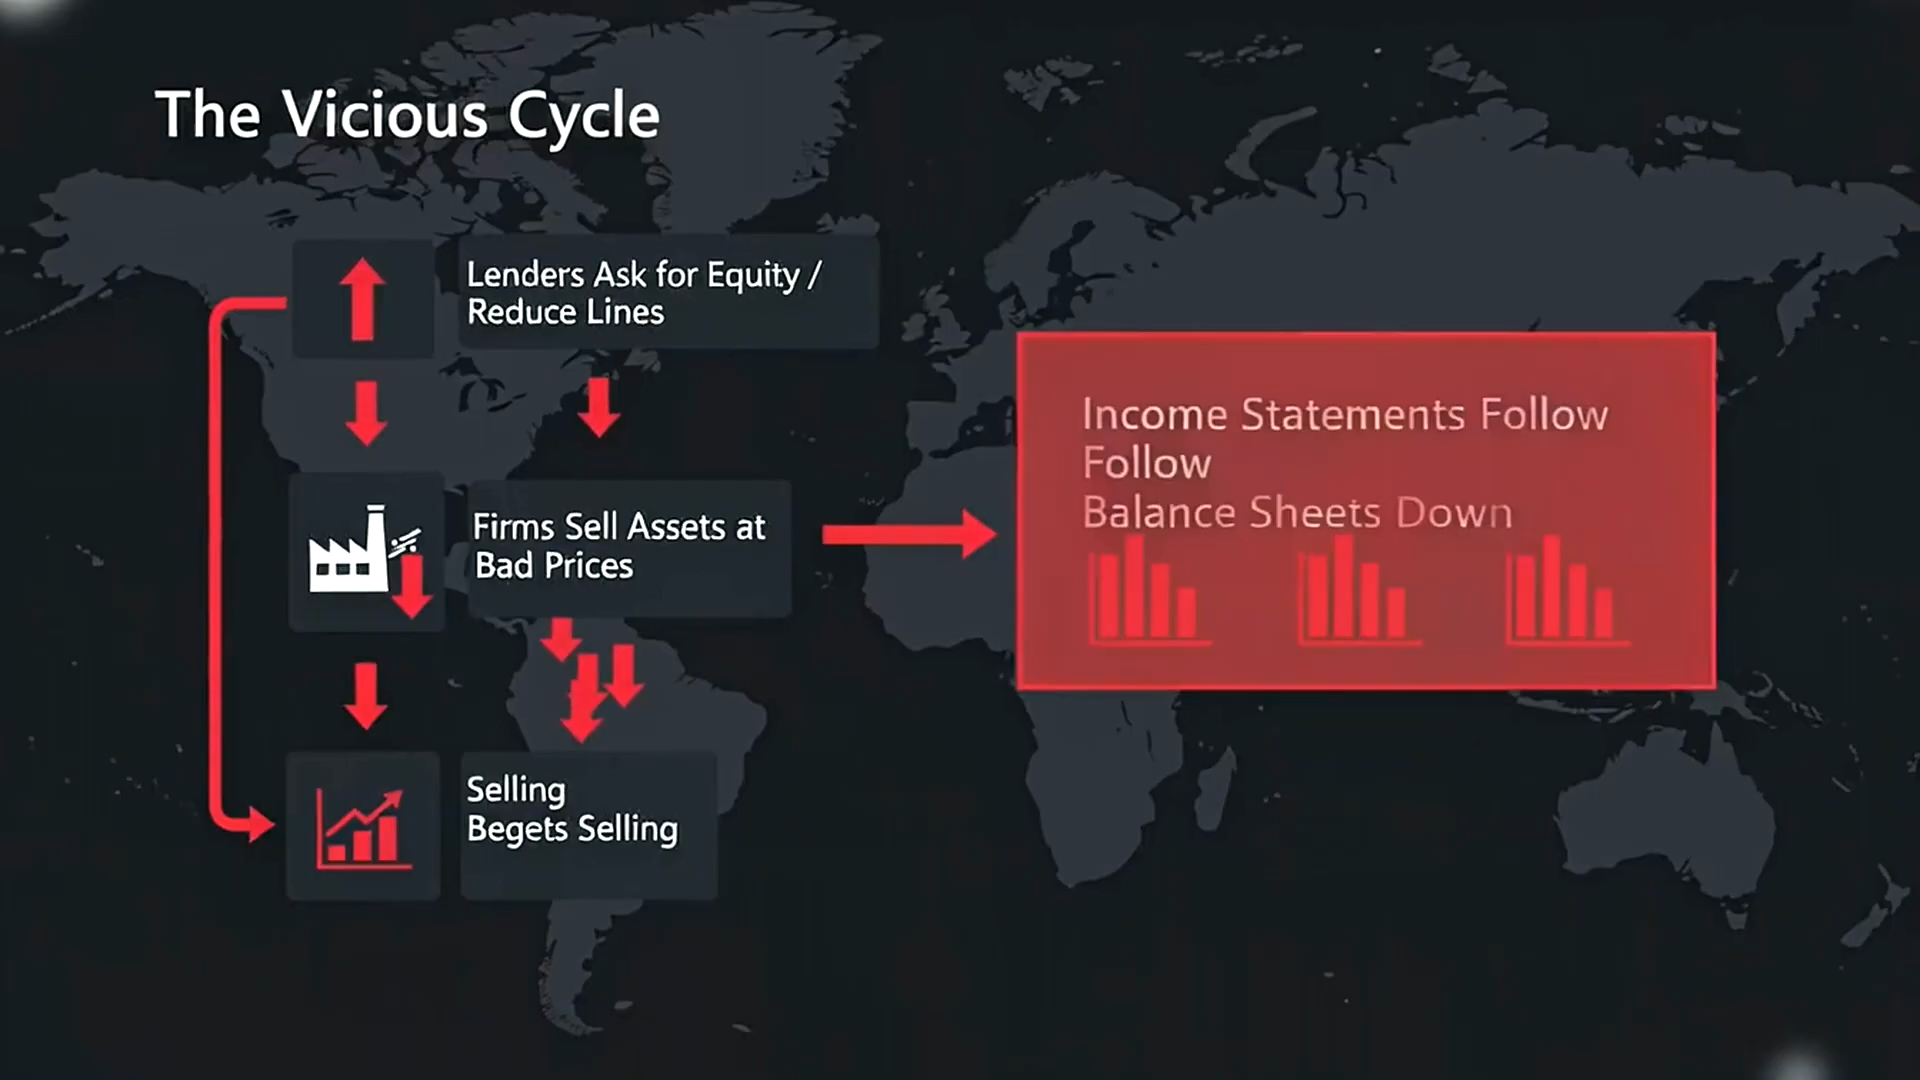 The Vicious Cycle
Lenders Ask for Equity /
Reduce Lines
Firms Sell Assets at
Bad Prices
Selling
Begets Selling
Income Statements Follow
Follow
Balance Sheets Down